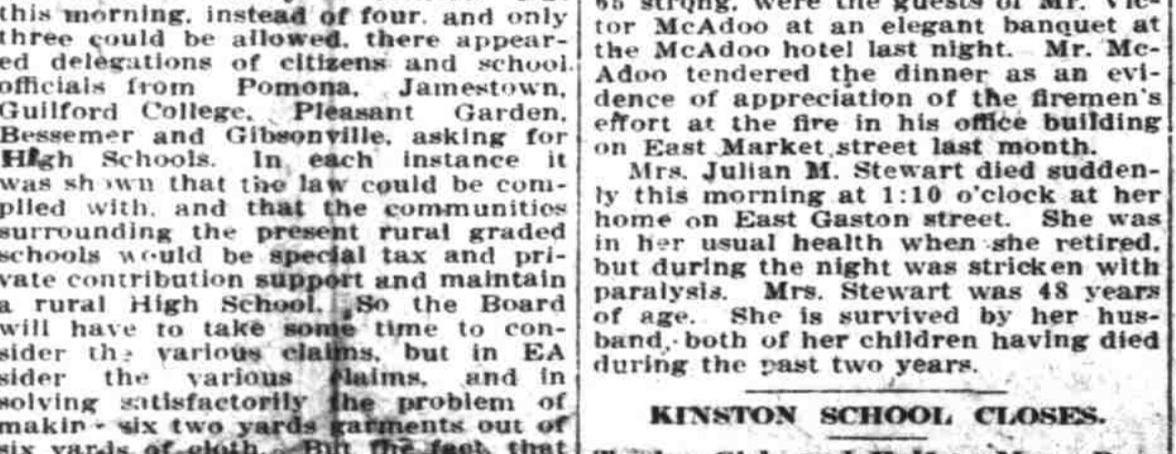 this morning, instead of four, and only
three could be allowed, there appear-
ed delegations of citizens and school
officials from Pomona, Jamestown,
Guilford College, Pleasant Garden,
Bessemer and Gibsonville, asking for
High Schools. In each instance it
was shown that the law could be com-
plied with, and that the communities
surrounding the present rural graded
schools would be special tax and pri-
vate contribution support and maintain
a rural High School. So the Board
will have to take some time to con-
sider the various claims, but in EA
sider the various claims, and in
solving satisfactorily the problem of
makin- six two yards garments out of
six yards of cloth. But the fact that
65 strong, were the guests of Mr. Vic-
tor McAdoo at an elegant banquet at
the McAdoo hotel last night. Mr. Mc-
Adoo tendered the dinner as an evi-
dence of appreciation of the firemen's
effort at the fire in his office building
on East Market street last month.
Mrs. Julian M. Stewart died sudden-
ly this morning at 1:10 o'clock at her
home on East Gaston street. She was
in her usual health when she retired,
but during the night was stricken with
paralysis. Mrs. Stewart was 48 years
of age. She is survived by her hus-
band, both of her children having died
during the past two years.
KINSTON SCHOOL CLOSES.